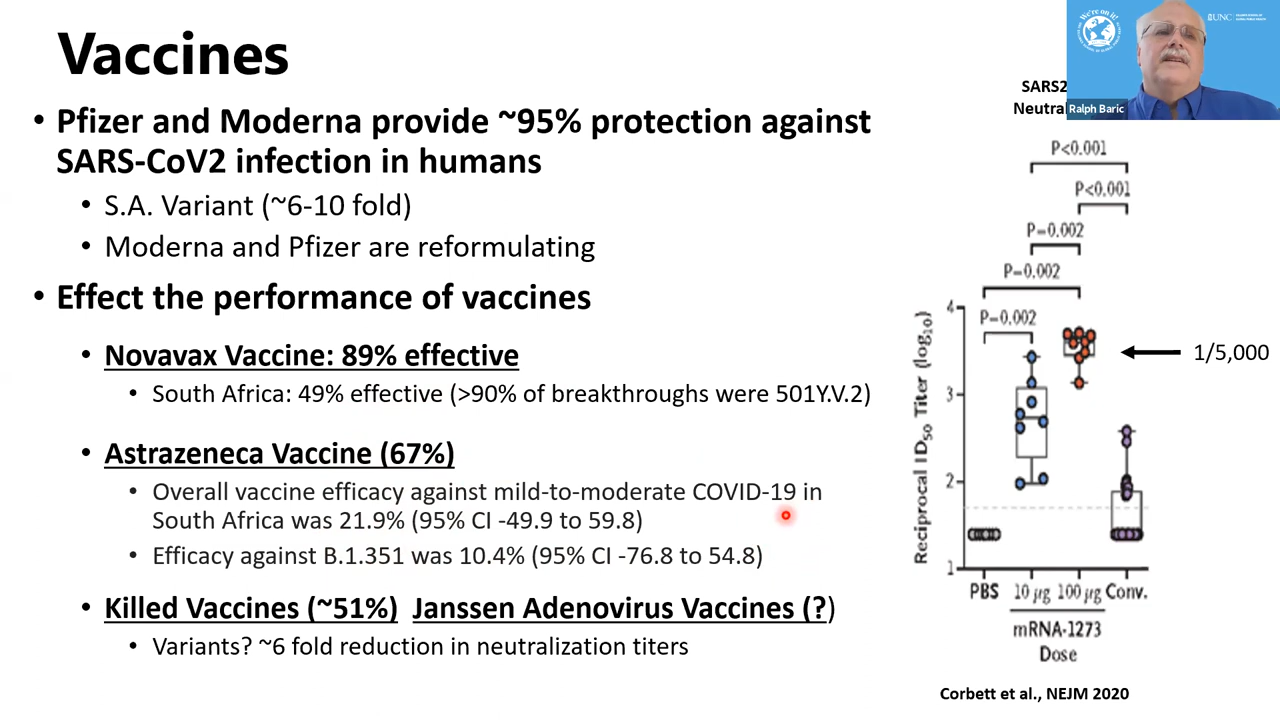 Vaccines
• Pfizer and Moderna provide ~95% protection against
SARS-CoV2 infection in humans
• S.A. Variant (~6-10 fold)
• Moderna and Pfizer are reformulating
• Effect the performance of vaccines
• Novavax Vaccine: 89% effective
• South Africa: 49% effective (>90% of breakthroughs were 501Y.V.2)
• Astrazeneca Vaccine (67%)
• Overall vaccine efficacy against mild-to-moderate COVID-19 in
South Africa was 21.9% (95% CI -49.9 to 59.8)
• Efficacy against B.1.351 was 10.4% (95% CI -76.8 to 54.8)
• Killed Vaccines (~51%) Janssen Adenovirus Vaccines (?)
• Variants? ~6 fold reduction in neutralization titers
We're on it!
UNC
Ralph Baric
SARS2
Neutra
P<0.001
P<0.001
P=0.002
P=0.002
P=0.002
Reciprocal ID50 Titer (log10)
4
3
2
1
1/5,000
PBS 10 µg 100 µg Conv.
mRNA-1273
Dose
Corbett et al., NEJM 2020